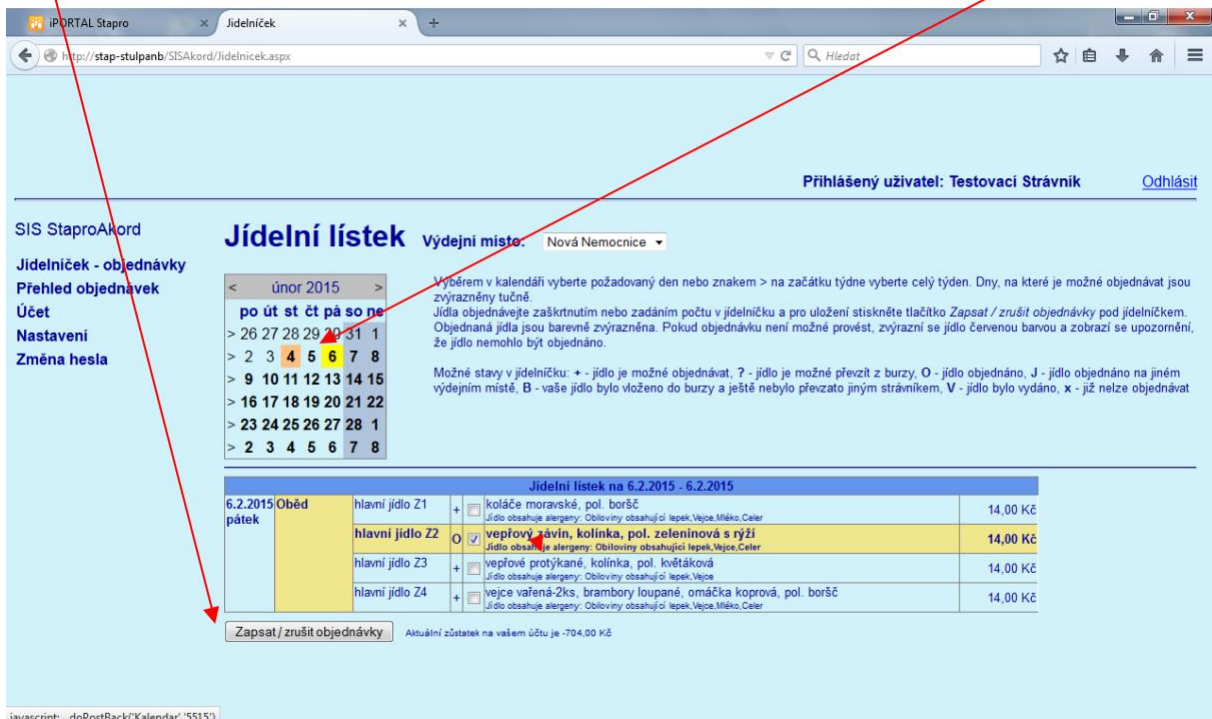 iPORTAL Stapro × Jídelníček × +
http://stap-stulpanb/SISAkord/Jidelnicek.aspx Hledat
Přihlášený uživatel: Testovací Strávník Odhlásit
SIS StaproAkord
Jídelníček - objednávky
Přehled objednávek
Účet
Nastavení
Změna hesla
Jídelní lístek Výdejní místo: Nová Nemocnice
< únor 2015 >
po út st čt pá so ne
> 26 27 28 29 30 31 1
> 2 3 4 5 6 7 8
> 9 10 11 12 13 14 15
> 16 17 18 19 20 21 22
> 23 24 25 26 27 28 1
> 2 3 4 5 6 7 8
Výběrem v kalendáři vyberte požadovaný den nebo znakem > na začátku týdne vyberte celý týden. Dny, na které je možné objednávat jsou
zvýrazněny tučně.
Jídla objednávejte zaškrtnutím nebo zadáním počtu v jídelníčku a pro uložení stiskněte tlačítko Zapsat / zrušit objednávky pod jídelníčkem.
Objednaná jídla jsou barevně zvýrazněna. Pokud objednávku není možné provést, zvýrazní se jídlo červenou barvou a zobrazí se upozornění,
že jídlo nemohlo být objednáno.
Možné stavy v jídelníčku: + - jídlo je možné objednávat, ? - jídlo je možné převzít z burzy, O - jídlo objednáno, J - jídlo objednáno na jiném
výdejním místě, B - vaše jídlo bylo vloženo do burzy a ještě nebylo převzato jiným strávníkem, V - jídlo bylo vydáno, x - již nelze objednávat
Jídelní lístek na 6.2.2015 - 6.2.2015
6.2.2015 Oběd hlavní jídlo Z1 + koláče moravské, pol. boršč 14,00 Kč
pátek Jídlo obsahuje alergeny: Obiloviny obsahující lepek,Vejce,Mléko,Celer
hlavní jídlo Z2 O vepřový závin, kolínka, pol. zeleninová s rýží 14,00 Kč
Jídlo obsahuje alergeny: Obiloviny obsahující lepek,Vejce,Celer
hlavní jídlo Z3 + vepřové protýkané, kolínka, pol. květáková 14,00 Kč
Jídlo obsahuje alergeny: Obiloviny obsahující lepek,Vejce
hlavní jídlo Z4 + vejce vařená-2ks, brambory loupané, omáčka koprová, pol. boršč 14,00 Kč
Jídlo obsahuje alergeny: Obiloviny obsahující lepek,Vejce,Mléko,Celer
Zapsat / zrušit objednávky Aktuální zůstatek na vašem účtu je -704,00 Kč
javascript:__doPostBack('Kalendar','5515')